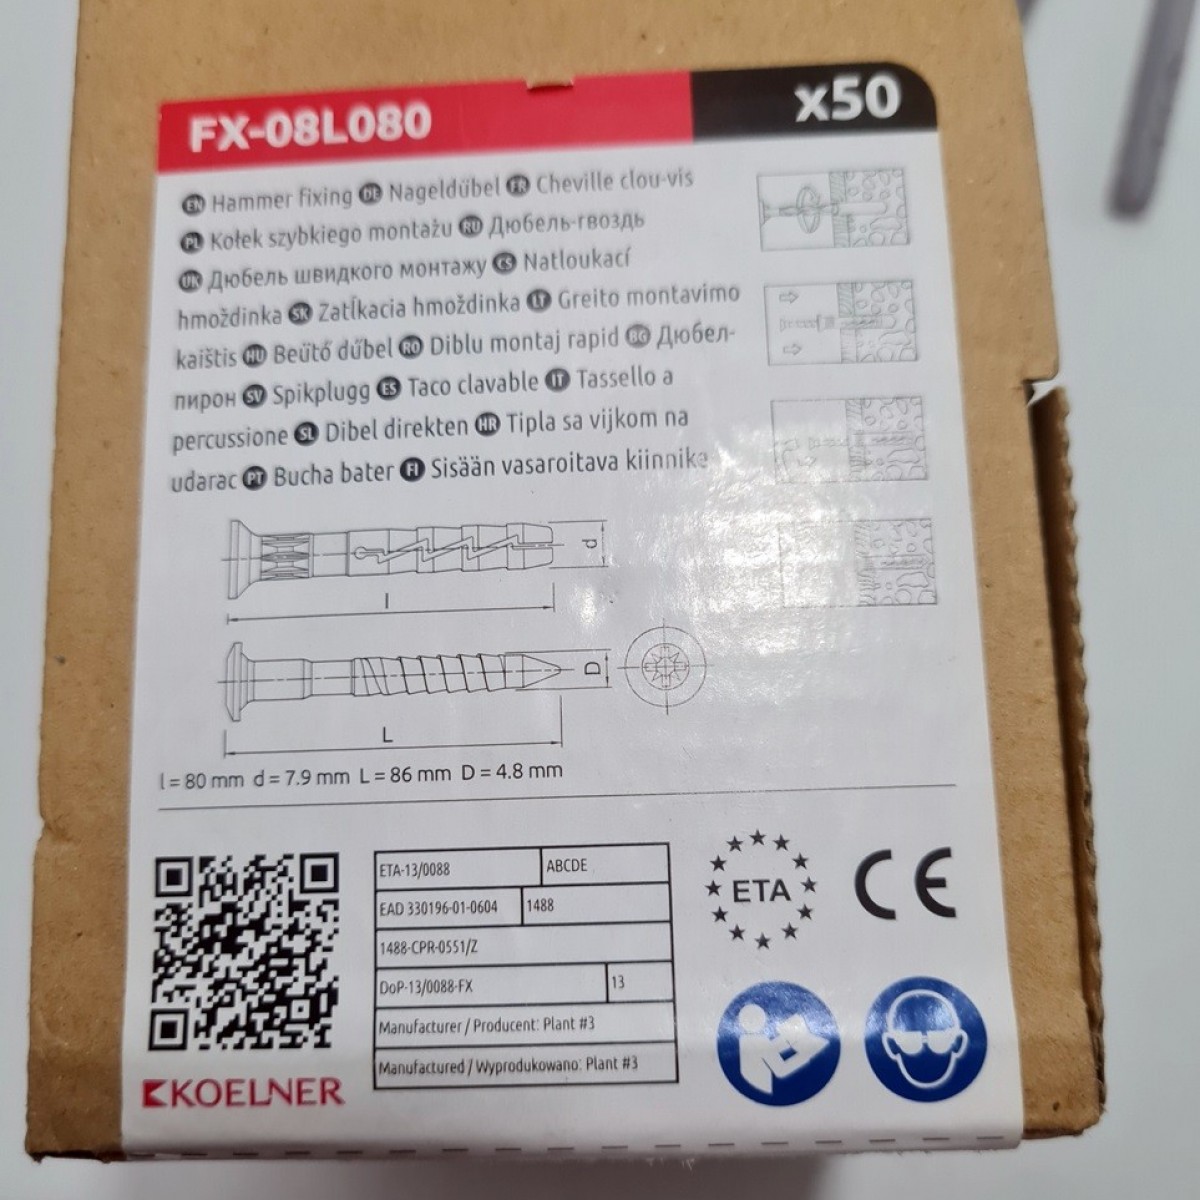 FX-08L080 x50
EN Hammer fixing DE Nageldűbel FR Cheville clou-vis
PL Kołek szybkiego montażu RU Дюбель-гвоздь
UK Дюбель швидкого монтажу CS Natloukací
hmoždinka SK Zatĺkacia hmoždinka LT Greito montavimo
kaištis HU Beűtő dűbel RO Diblu montaj rapid BG Дюбел-
пирон SV Spikplugg ES Taco clavable IT Tassello a
percussione SL Dibel direkten HR Tipla sa vijkom na
udarac PT Bucha bater FI Sisään vasaroitava kiinnike
d
l
D
L
l = 80 mm d = 7.9 mm L = 86 mm D = 4.8 mm
ETA-13/0088 ABCDE
EAD 330196-01-0604 1488
1488-CPR-0551/Z
DoP-13/0088-FX 13
Manufacturer / Producent: Plant #3
Manufactured / Wyprodukowano: Plant #3
KOELNER
ETA
CE